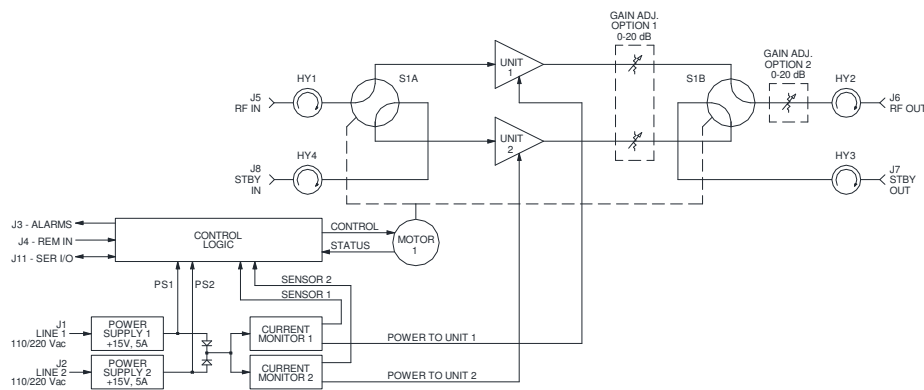 GAIN ADJ.
OPTION 1
0-20 dB
GAIN ADJ.
OPTION 2
0-20 dB
UNIT
1
S1A
S1B
HY1
HY2
J5
RF IN
J6
RF OUT
UNIT
2
HY4
HY3
J8
STBY
IN
J7
STBY
OUT
J3 - ALARMS
J4 - REM IN
J11 - SER I/O
CONTROL
LOGIC
CONTROL
STATUS
MOTOR
1
PS1
PS2
SENSOR 2
SENSOR 1
J1
LINE 1
110/220 Vac
POWER
SUPPLY 1
+15V, 5A
CURRENT
MONITOR 1
POWER TO UNIT 1
J2
LINE 2
110/220 Vac
POWER
SUPPLY 2
+15V, 5A
CURRENT
MONITOR 2
POWER TO UNIT 2